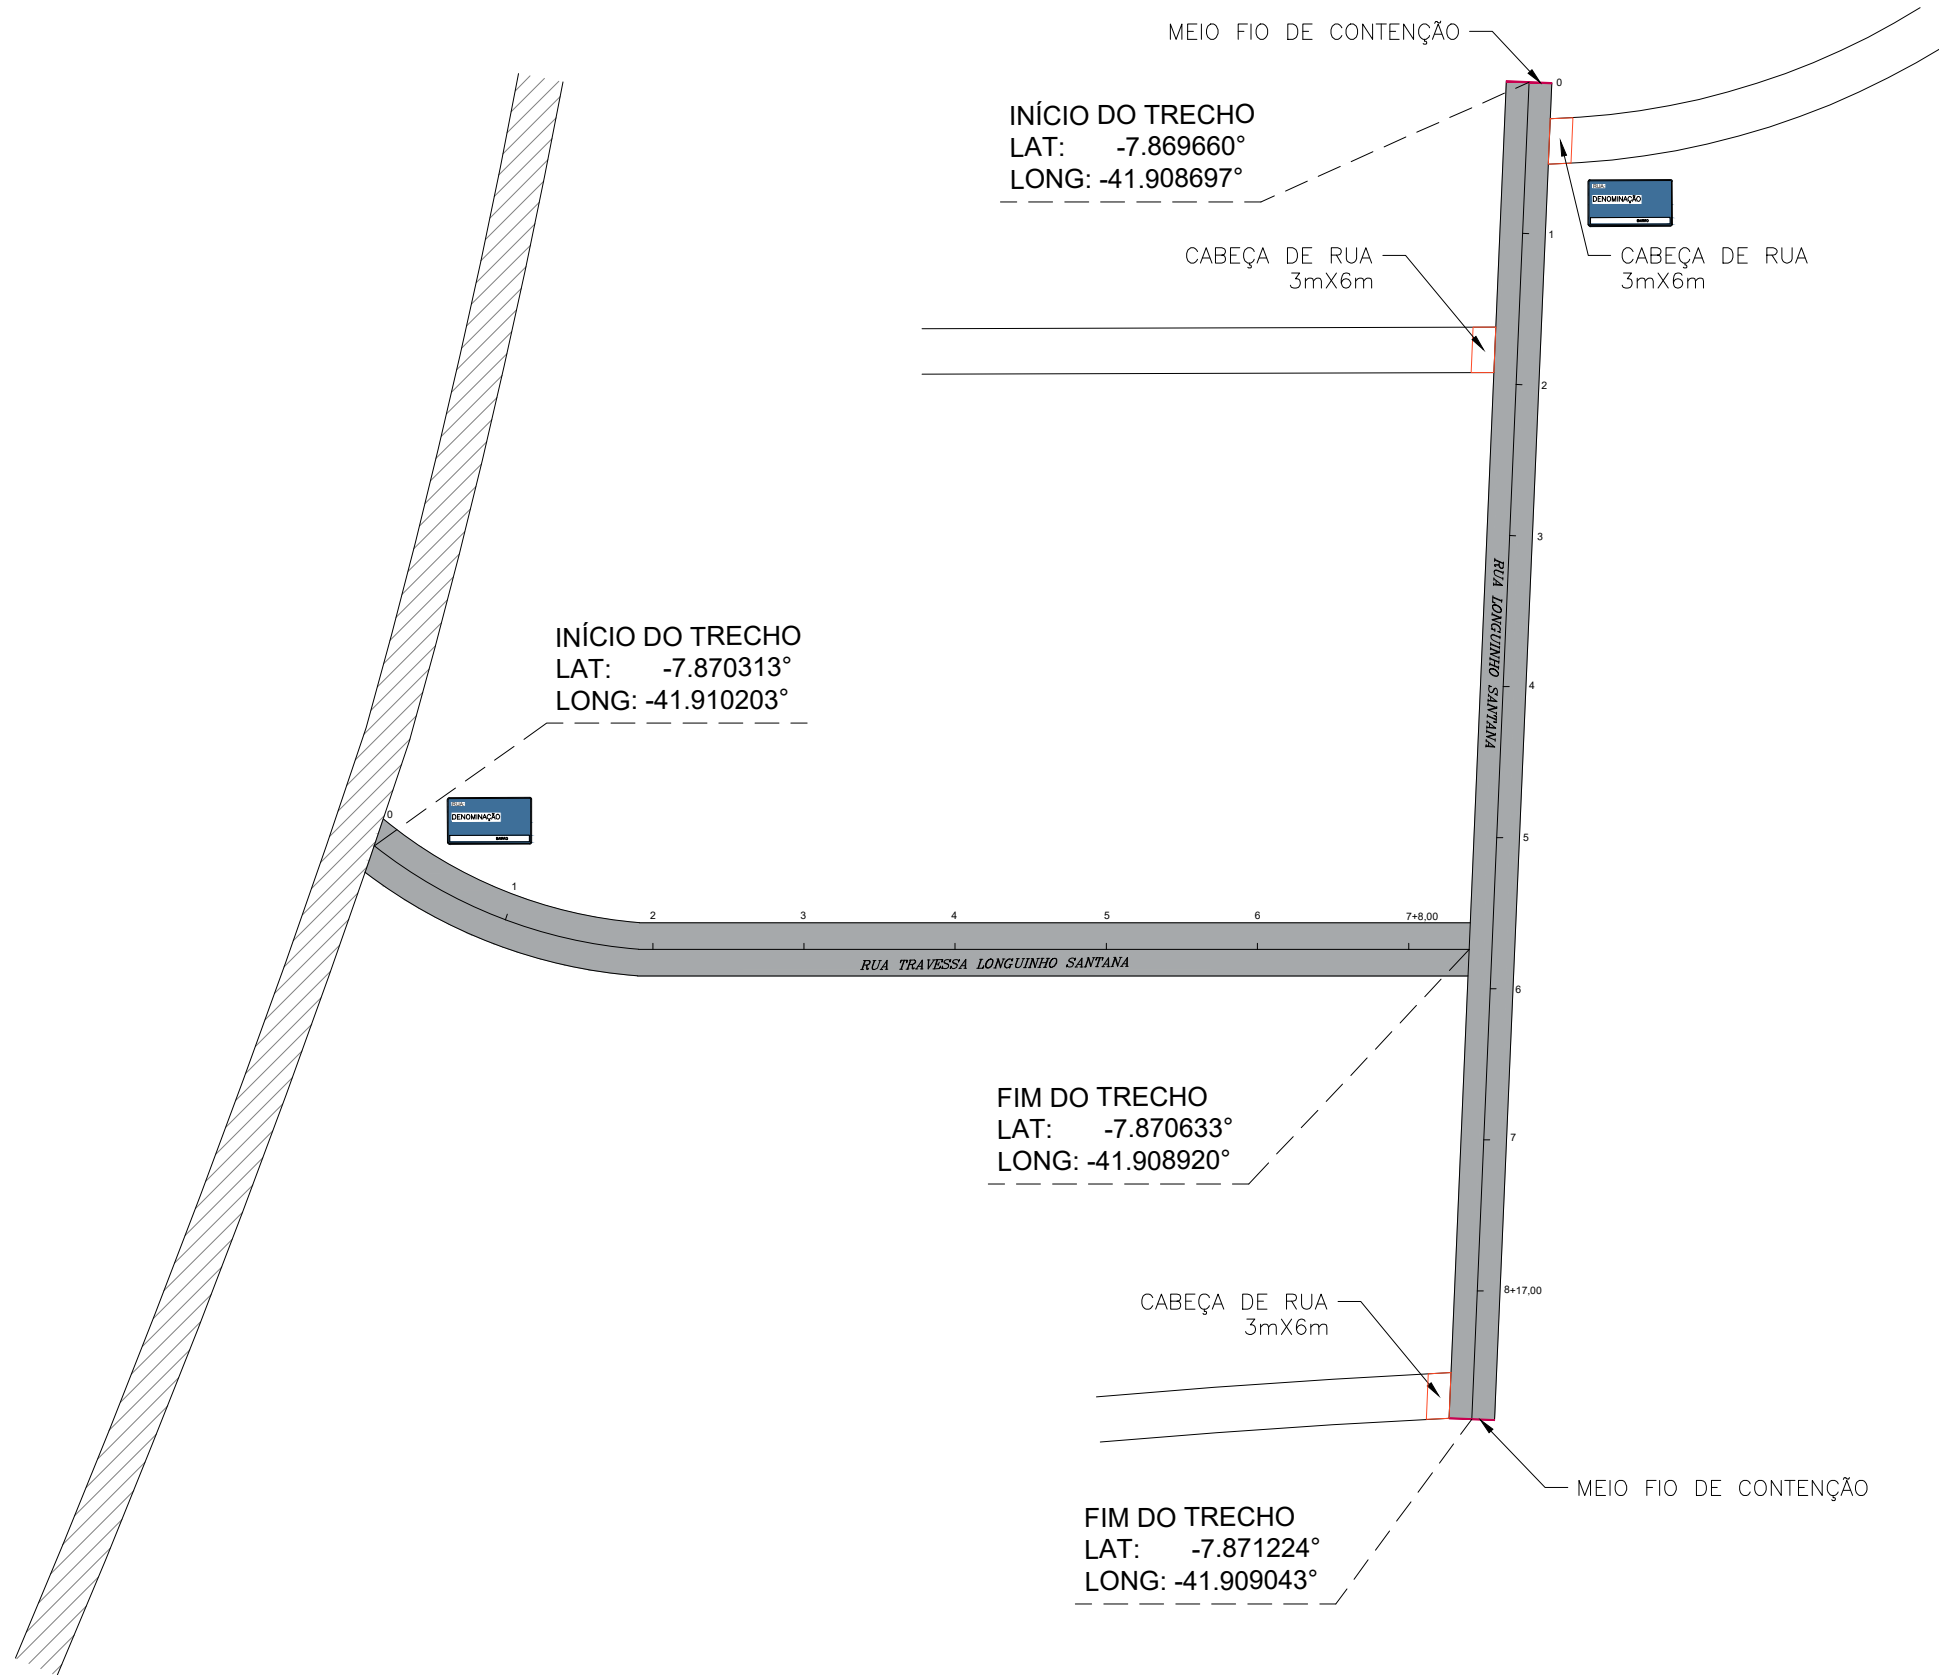 MEIO FIO DE CONTENÇÃO
0
INÍCIO DO TRECHO
LAT: -7.869660°
LONG: -41.908697°
RUA
DENOMINAÇÃO
BAIRRO
1
CABEÇA DE RUA
3mX6m
CABEÇA DE RUA
3mX6m
2
3
RUA LONGUINHO SANTANA
4
5
6
7
8+17,00
INÍCIO DO TRECHO
LAT: -7.870313°
LONG: -41.910203°
RUA
DENOMINAÇÃO
BAIRRO
0
1
2
3
4
5
6
7+8,00
RUA TRAVESSA LONGUINHO SANTANA
FIM DO TRECHO
LAT: -7.870633°
LONG: -41.908920°
CABEÇA DE RUA
3mX6m
MEIO FIO DE CONTENÇÃO
FIM DO TRECHO
LAT: -7.871224°
LONG: -41.909043°